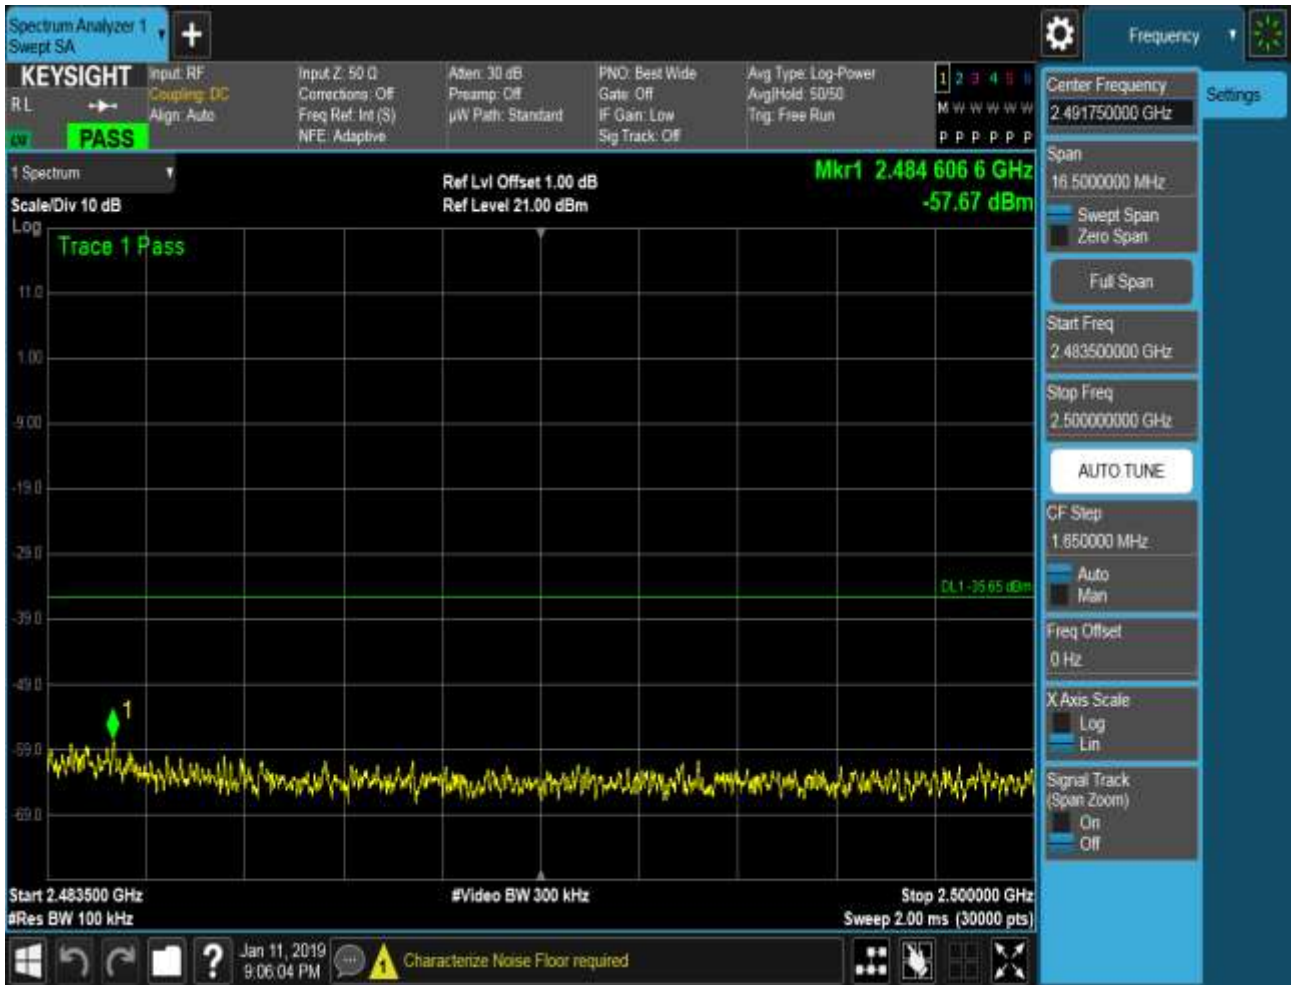 Spectrum Analyzer 1
Swept SA
+
Frequency
KEYSIGHT
R L
PASS
Input: RF
Coupling: DC
Align: Auto
Input Z: 50 Ω
Corrections: Off
Freq Ref: Int (S)
NFE: Adaptive
Atten: 30 dB
Preamp: Off
µW Path: Standard
PNO: Best Wide
Gate: Off
IF Gain: Low
Sig Track: Off
Avg Type: Log-Power
Avg|Hold: 50/50
Trig: Free Run
1 2 3 4 5 6
M W W W W W
P P P P P P
1 Spectrum
Scale/Div 10 dB
Log
Ref Lvl Offset 1.00 dB
Ref Level 21.00 dBm
Mkr1 2.484 606 6 GHz
-57.67 dBm
Trace 1 Pass
11.0
1.00
-9.00
-19.0
-29.0
DL1 -35.65 dBm
-39.0
-49.0
1
-59.0
-69.0
Start 2.483500 GHz
#Res BW 100 kHz
#Video BW 300 kHz
Stop 2.500000 GHz
Sweep 2.00 ms (30000 pts)
?
Jan 11, 2019
9:06:04 PM
1
Characterize Noise Floor required
Center Frequency
2.491750000 GHz
Settings
Span
16.5000000 MHz
Swept Span
Zero Span
Full Span
Start Freq
2.483500000 GHz
Stop Freq
2.500000000 GHz
AUTO TUNE
CF Step
1.650000 MHz
Auto
Man
Freq Offset
0 Hz
X Axis Scale
Log
Lin
Signal Track
(Span Zoom)
On
Off